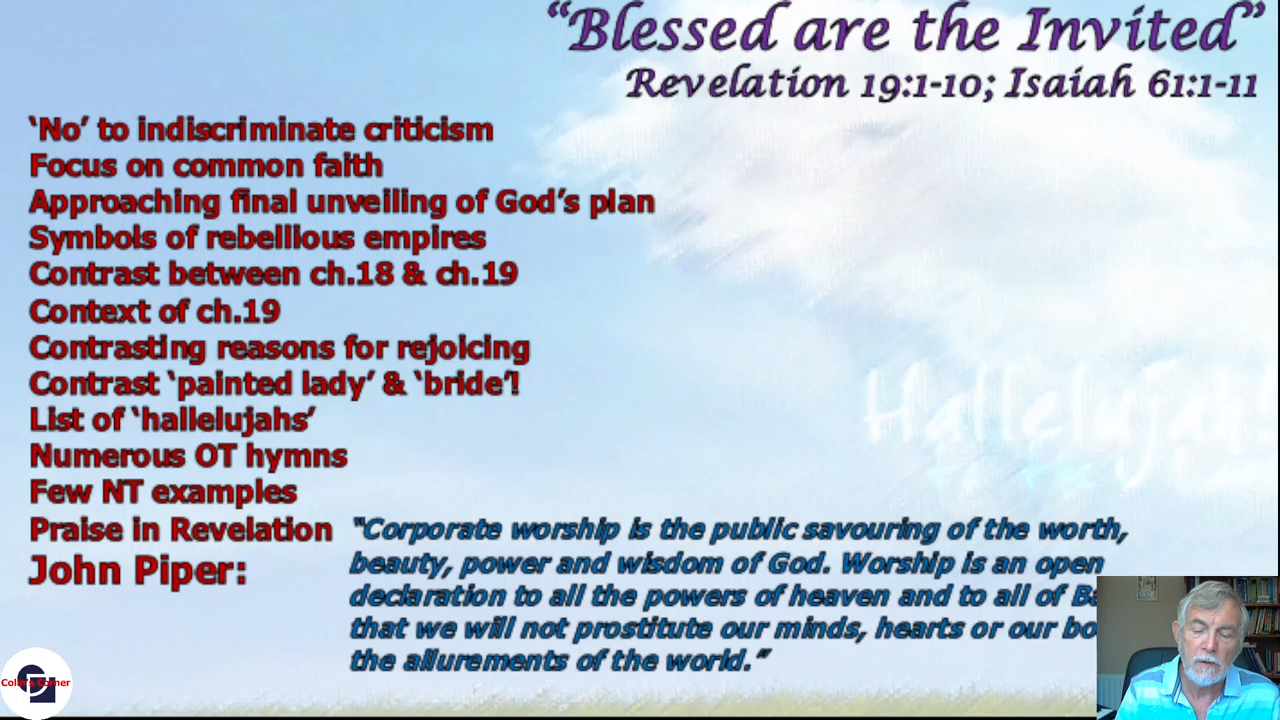 “Blessed are the Invited”
Revelation 19:1-10; Isaiah 61:1-11
‘No’ to indiscriminate criticism
Focus on common faith
Approaching final unveiling of God’s plan
Symbols of rebellious empires
Contrast between ch.18 & ch.19
Context of ch.19
Contrasting reasons for rejoicing
Contrast ‘painted lady’ & ‘bride’!
List of ‘hallelujahs’
Numerous OT hymns
Few NT examples
Praise in Revelation
John Piper:
“Corporate worship is the public savouring of the worth,
beauty, power and wisdom of God. Worship is an open
declaration to all the powers of heaven and to all of
that we will not prostitute our minds, hearts or our
the allurements of the world.”
Hallelujah
Corner